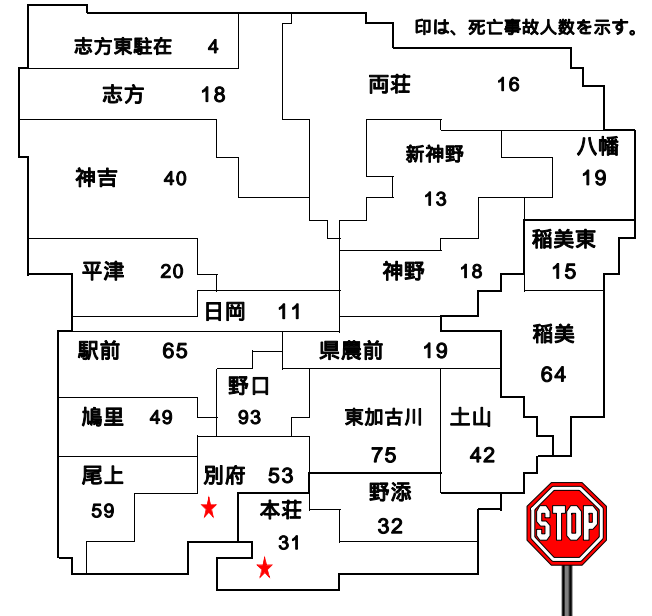 印は、死亡事故人数を示す。
志方東駐在 4
志方 18
両荘 16
新神野
13
八幡
19
神吉 40
稲美東
15
平津 20
神野 18
日岡 11
稲美
64
駅前 65
県農前 19
野口
93
鳩里 49
東加古川
75
土山
42
尾上
59
別府 53
本荘
31
野添
32
STOP